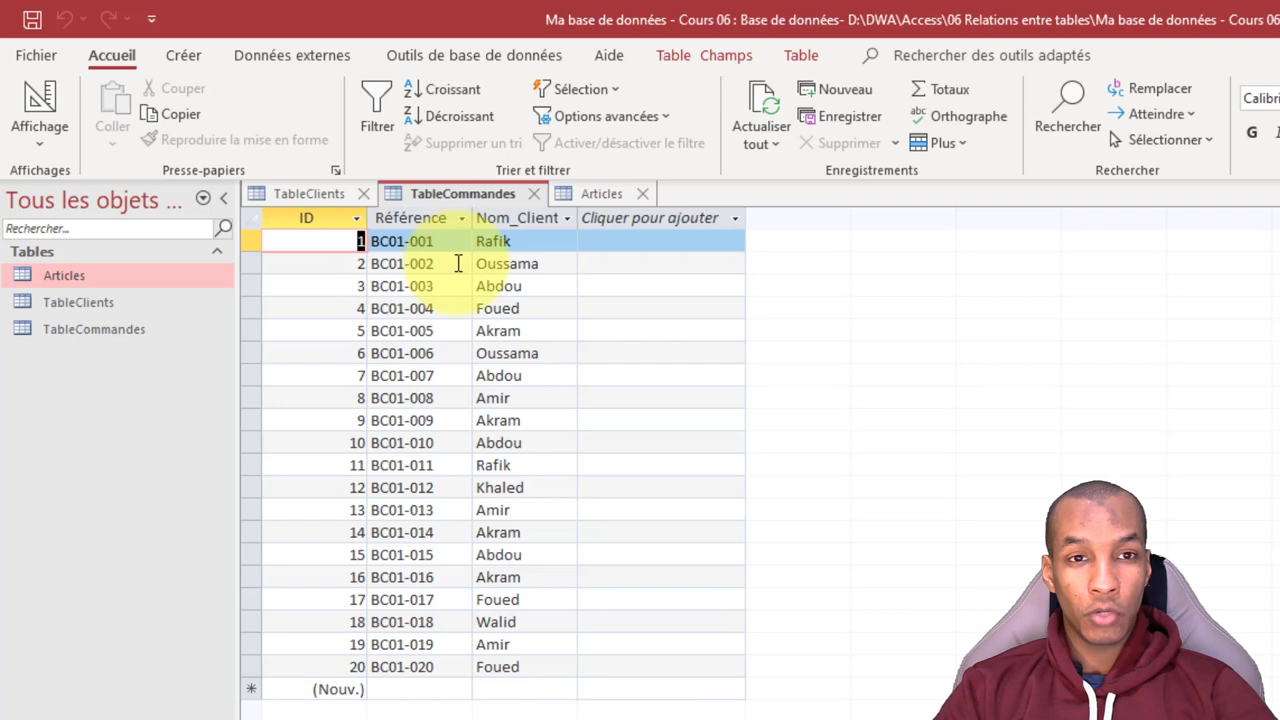 Ma base de données - Cours 06 : Base de données- D:\DWA\Access\06 Relations entre tables\Ma base de données - Cours 06
Fichier Accueil Créer Données externes Outils de base de données Aide Table Champs Table Rechercher des outils adaptés
Affichage
Affichages
Coller
Couper
Copier
Reproduire la mise en forme
Presse-papiers
Filtrer
Croissant
Décroissant
Supprimer un tri
Sélection
Options avancées
Activer/désactiver le filtre
Trier et filtrer
Actualiser
tout
Nouveau
Enregistrer
Supprimer
Totaux
Orthographe
Plus
Enregistrements
Rechercher
Remplacer
Atteindre
Sélectionner
Rechercher
Calibri
G
Tous les objets ...
Rechercher...
Tables
Articles
TableClients
TableCommandes
TableClients TableCommandes Articles
ID Référence Nom_Client Cliquer pour ajouter
1 BC01-001 Rafik
2 BC01-002 Oussama
3 BC01-003 Abdou
4 BC01-004 Foued
5 BC01-005 Akram
6 BC01-006 Oussama
7 BC01-007 Abdou
8 BC01-008 Amir
9 BC01-009 Akram
10 BC01-010 Abdou
11 BC01-011 Rafik
12 BC01-012 Khaled
13 BC01-013 Amir
14 BC01-014 Akram
15 BC01-015 Abdou
16 BC01-016 Akram
17 BC01-017 Foued
18 BC01-018 Walid
19 BC01-019 Amir
20 BC01-020 Foued
(Nouv.)